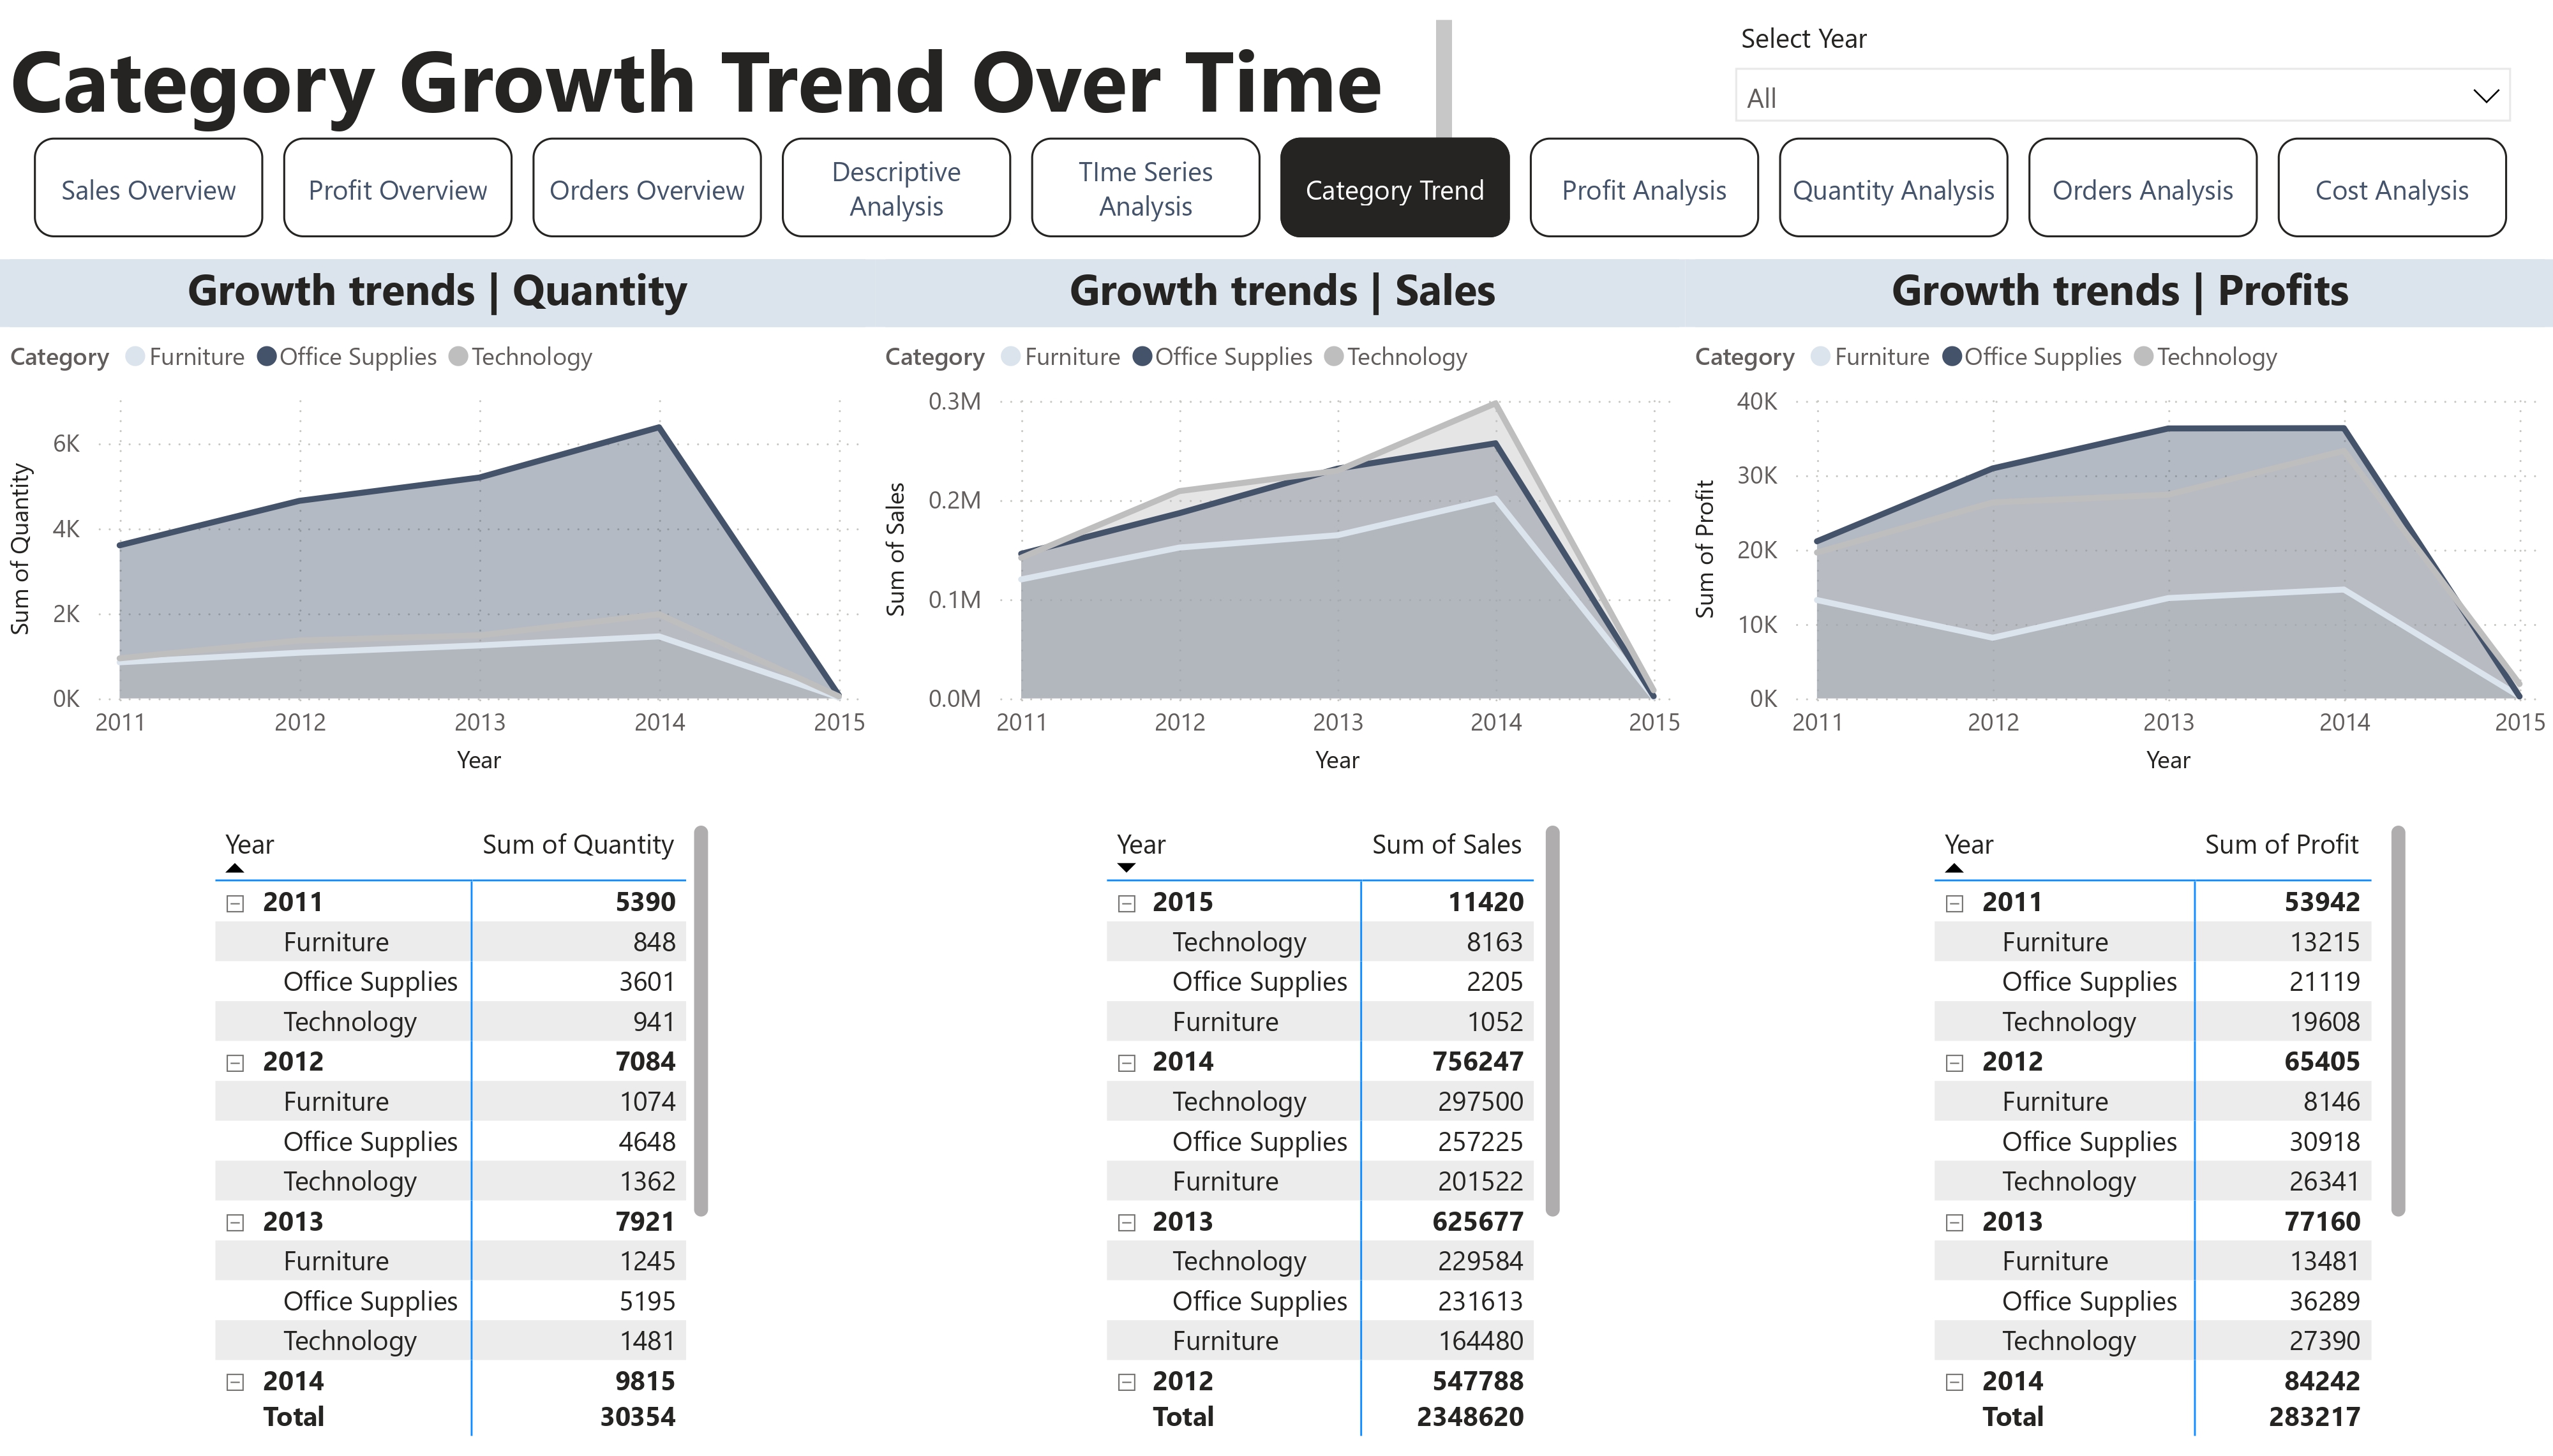 Category Growth Trend Over Time
Select Year
All
Sales Overview
Profit Overview
Orders Overview
Descriptive
Analysis
TIme Series
Analysis
Category Trend
Profit Analysis
Quantity Analysis
Orders Analysis
Cost Analysis
Growth trends | Quantity
Category Furniture Office Supplies Technology
Sum of Quantity
6K
4K
2K
0K
2011 2012 2013 2014 2015
Year
Growth trends | Sales
Category Furniture Office Supplies Technology
Sum of Sales
0.3M
0.2M
0.1M
0.0M
2011 2012 2013 2014 2015
Year
Growth trends | Profits
Category Furniture Office Supplies Technology
Sum of Profit
40K
30K
20K
10K
0K
2011 2012 2013 2014 2015
Year
Year Sum of Quantity
2011 5390
Furniture 848
Office Supplies 3601
Technology 941
2012 7084
Furniture 1074
Office Supplies 4648
Technology 1362
2013 7921
Furniture 1245
Office Supplies 5195
Technology 1481
2014 9815
Total 30354
Year Sum of Sales
2015 11420
Technology 8163
Office Supplies 2205
Furniture 1052
2014 756247
Technology 297500
Office Supplies 257225
Furniture 201522
2013 625677
Technology 229584
Office Supplies 231613
Furniture 164480
2012 547788
Total 2348620
Year Sum of Profit
2011 53942
Furniture 13215
Office Supplies 21119
Technology 19608
2012 65405
Furniture 8146
Office Supplies 30918
Technology 26341
2013 77160
Furniture 13481
Office Supplies 36289
Technology 27390
2014 84242
Total 283217